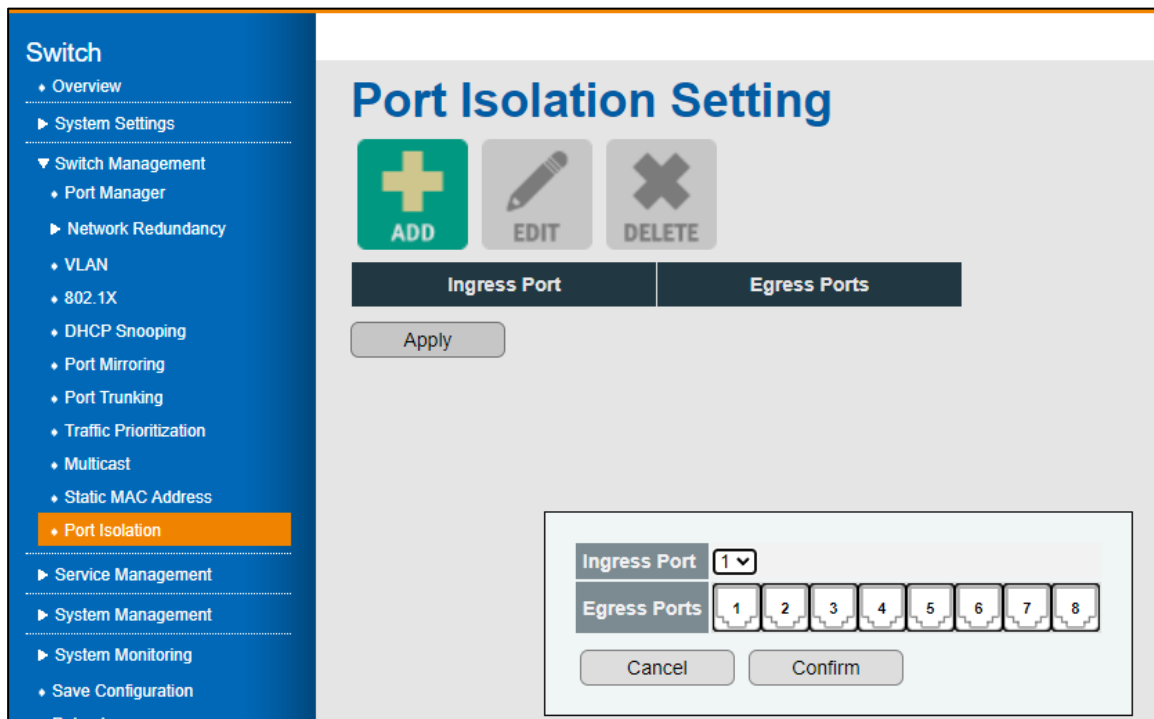 Switch
Overview
System Settings
Switch Management
Port Manager
Network Redundancy
VLAN
802.1X
DHCP Snooping
Port Mirroring
Port Trunking
Traffic Prioritization
Multicast
Static MAC Address
Port Isolation
Service Management
System Management
System Monitoring
Save Configuration
Port Isolation Setting
ADD EDIT DELETE
Ingress Port Egress Ports
Apply
Ingress Port 1
Egress Ports 1 2 3 4 5 6 7 8
Cancel Confirm